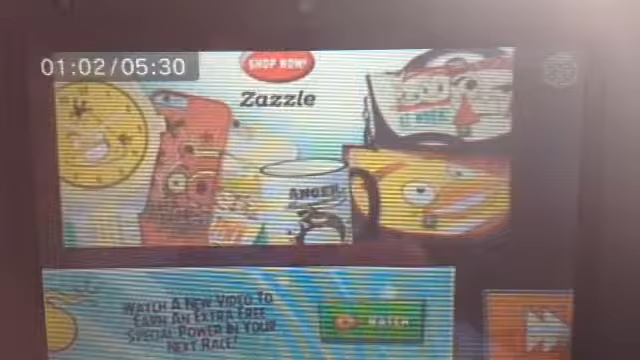 01:02/05:30
SHOP NOW!
Zazzle
ANGER
WATCH A NEW VIDEO TO
EARN AN EXTRA FREE
SPECIAL POWER IN YOUR
NEXT RACE!
WATCH